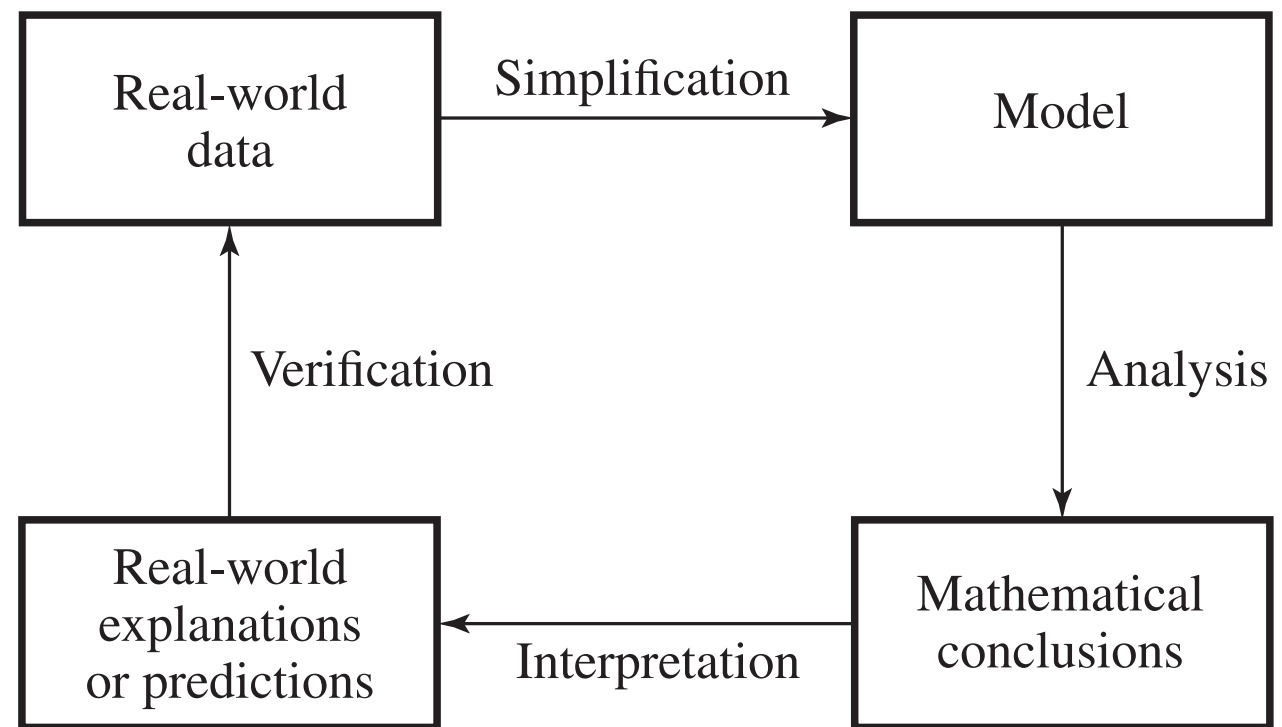 Real-world
data
Simplification
Model
Verification
Analysis
Real-world
explanations
or predictions
Interpretation
Mathematical
conclusions